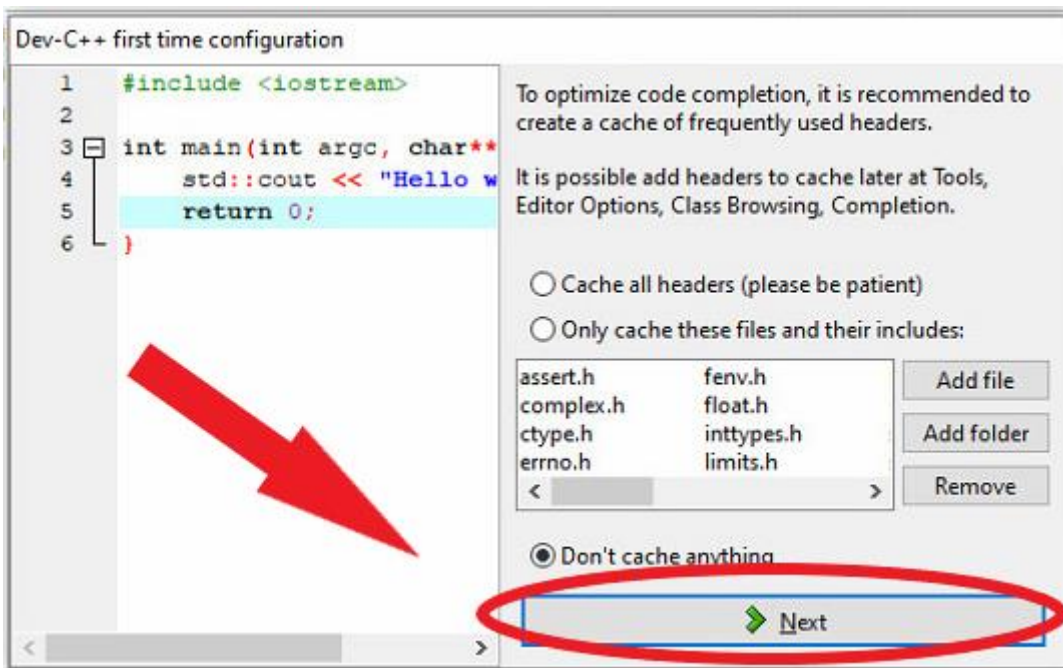 Dev-C++ first time configuration
1 #include <iostream>
2
3 int main(int argc, char**
4 std::cout << "Hello w
5 return 0;
6 }
To optimize code completion, it is recommended to
create a cache of frequently used headers.
It is possible add headers to cache later at Tools,
Editor Options, Class Browsing, Completion.
Cache all headers (please be patient)
Only cache these files and their includes:
assert.h fenv.h
complex.h float.h
ctype.h inttypes.h
errno.h limits.h
Add file
Add folder
Remove
Don't cache anything
Next